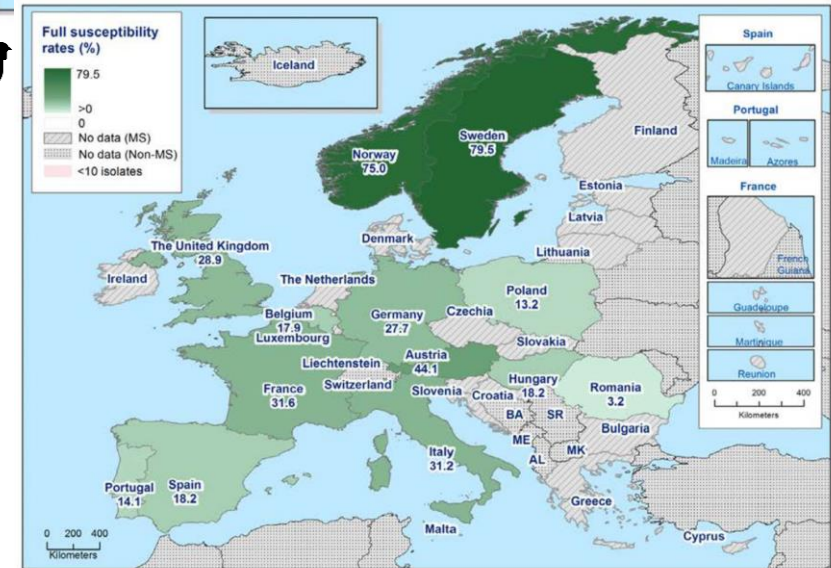 Full susceptibility
rates (%)
79.5
>0
0
No data (MS)
No data (Non-MS)
<10 isolates
Iceland
Spain
Canary Islands
Portugal
Madeira
Azores
France
French
Guiana
Guadeloupe
Martinique
Reunion
0 200 400
Kilometers
Finland
Sweden
79.5
Norway
75.0
Estonia
Latvia
Lithuania
Denmark
The United Kingdom
28.9
Ireland
The Netherlands
Belgium
17.9
Luxembourg
Germany
27.7
Poland
13.2
Czechia
Slovakia
Liechtenstein
Austria
44.1
Switzerland
Slovenia
Hungary
18.2
Croatia
Romania
3.2
France
31.6
BA
SR
Bulgaria
ME
MK
AL
Italy
31.2
Greece
Portugal
14.1
Spain
18.2
Malta
Cyprus
0 200 400
Kilometers